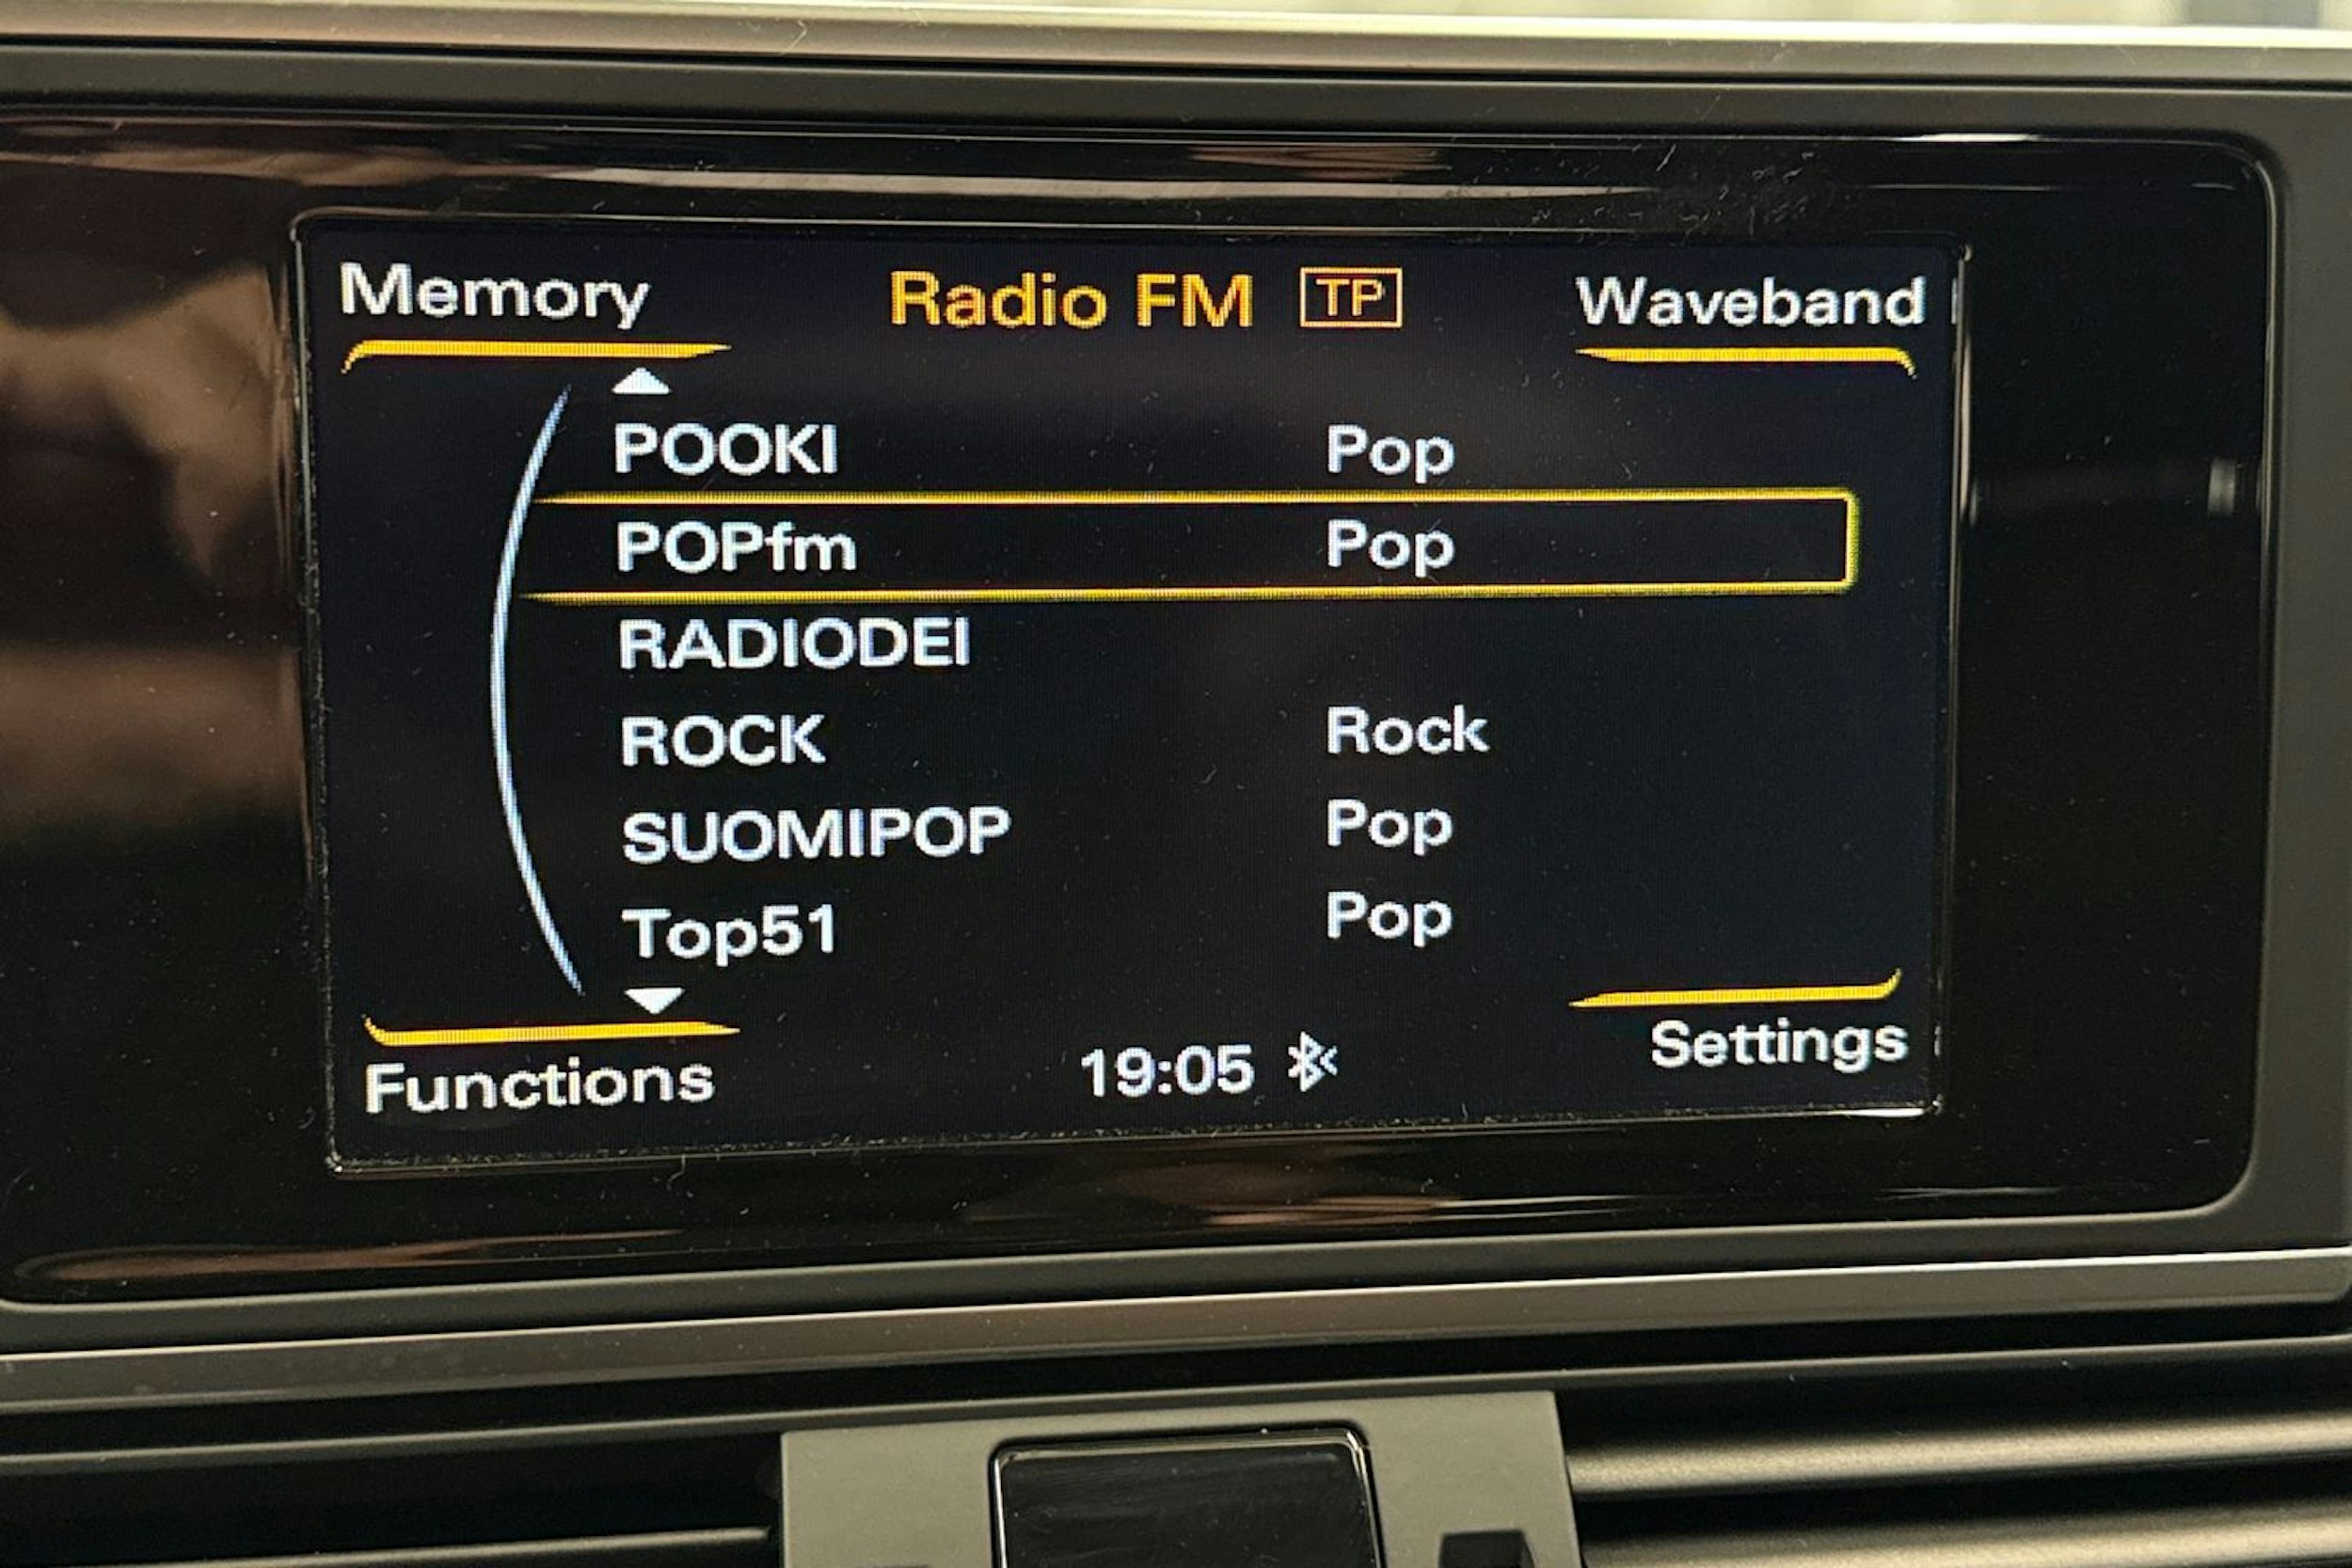 Memory Radio FM TP Waveband
POOKI Pop
POPfm Pop
RADIODEI
ROCK Rock
SUOMIPOP Pop
Top51 Pop
Functions 19:05 Settings